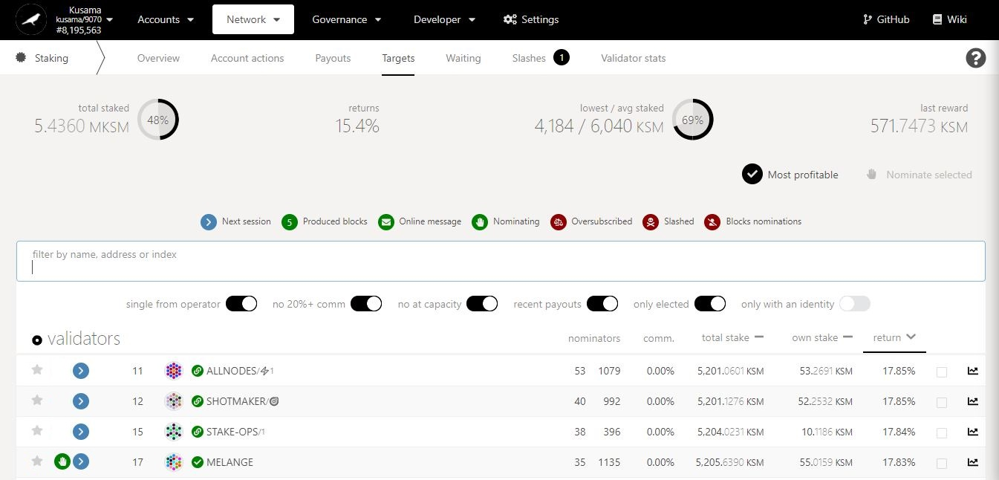 Kusama
kusama/9070
#8,195,563
Accounts Network Governance Developer Settings GitHub Wiki
Staking Overview Account actions Payouts Targets Waiting Slashes 1 Validator stats ?
total staked returns lowest / avg staked last reward
5.4360 MKSM 48% 15.4% 4,184 / 6,040 KSM 69% 571.7473 KSM
Most profitable Nominate selected
Next session 5 Produced blocks Online message Nominating Oversubscribed Slashed Blocks nominations
filter by name, address or index
single from operator no 20%+ comm no at capacity recent payouts only elected only with an identity
validators nominators comm. total stake own stake return
11 ALLNODES/⚡1 53 1079 0.00% 5,201.0601 KSM 53.2691 KSM 17.85%
12 SHOTMAKER/ 40 992 0.00% 5,201.1276 KSM 52.2532 KSM 17.85%
15 STAKE-OPS/1 38 396 0.00% 5,204.0231 KSM 10.1186 KSM 17.84%
17 MELANGE 35 1135 0.00% 5,205.6390 KSM 55.0159 KSM 17.83%